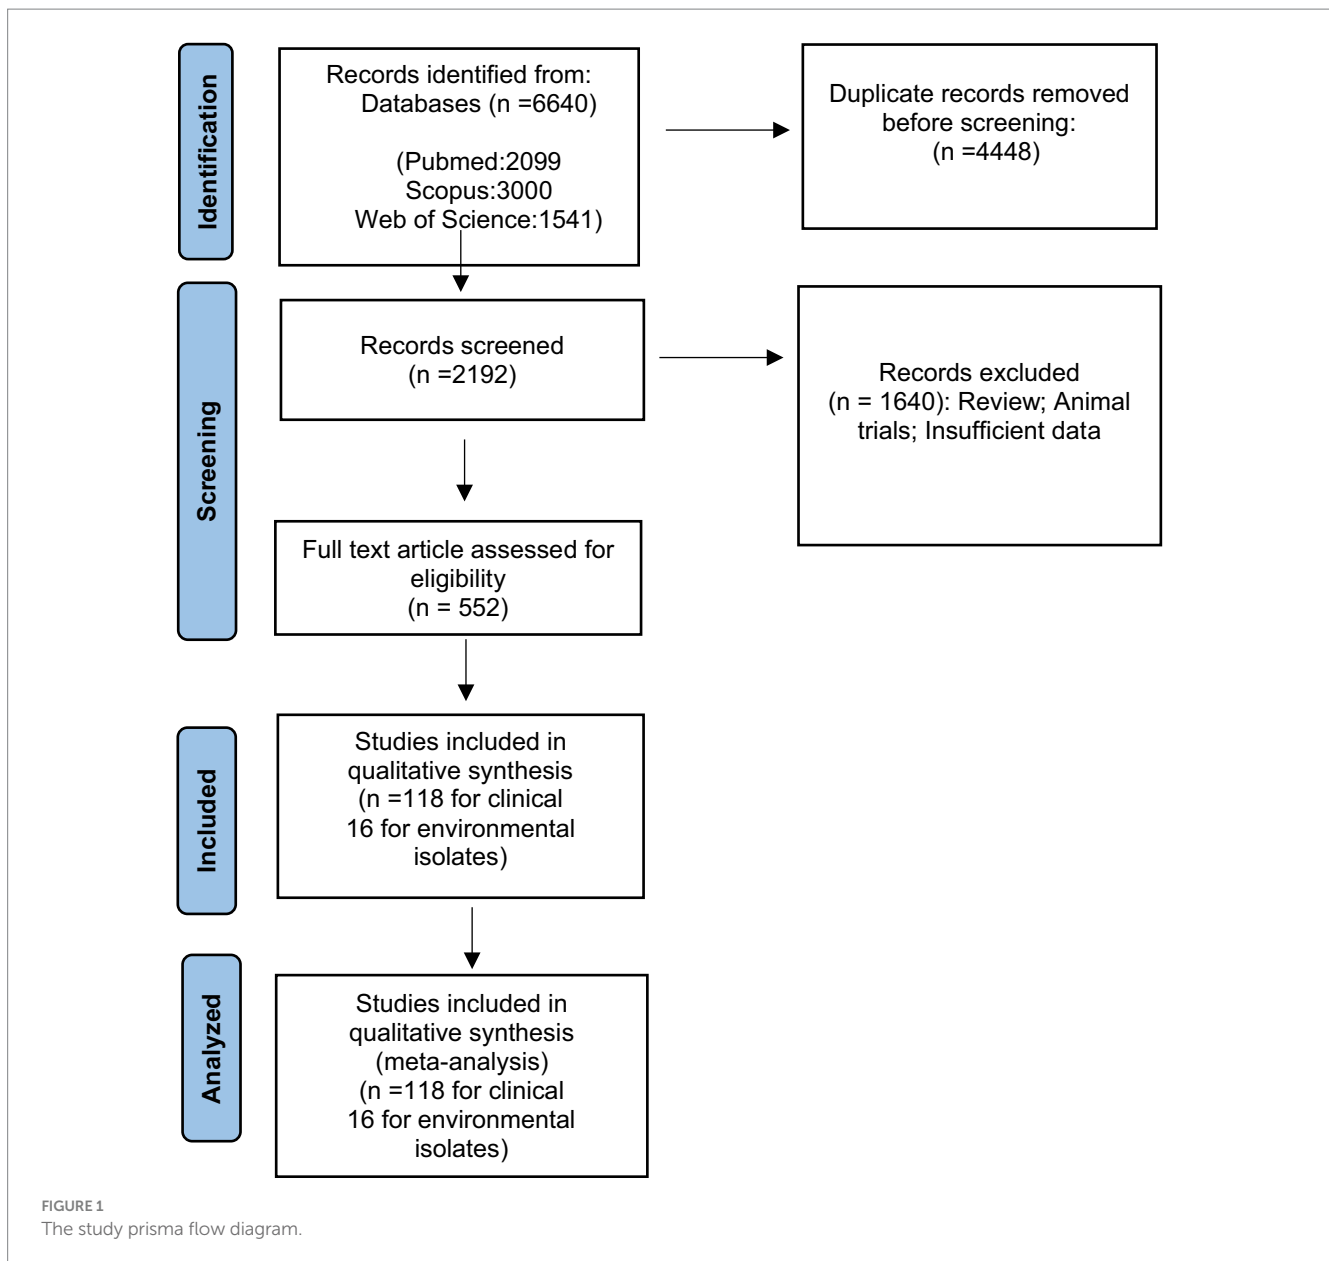 Identification
Records identified from:
Databases (n =6640)
(Pubmed:2099
Scopus:3000
Web of Science:1541)
Duplicate records removed
before screening:
(n =4448)
Screening
Records screened
(n =2192)
Records excluded
(n = 1640): Review; Animal
trials; Insufficient data
Full text article assessed for
eligibility
(n = 552)
Included
Studies included in
qualitative synthesis
(n =118 for clinical
16 for environmental
isolates)
Analyzed
Studies included in
qualitative synthesis
(meta-analysis)
(n =118 for clinical
16 for environmental
isolates)
FIGURE 1
The study prisma flow diagram.